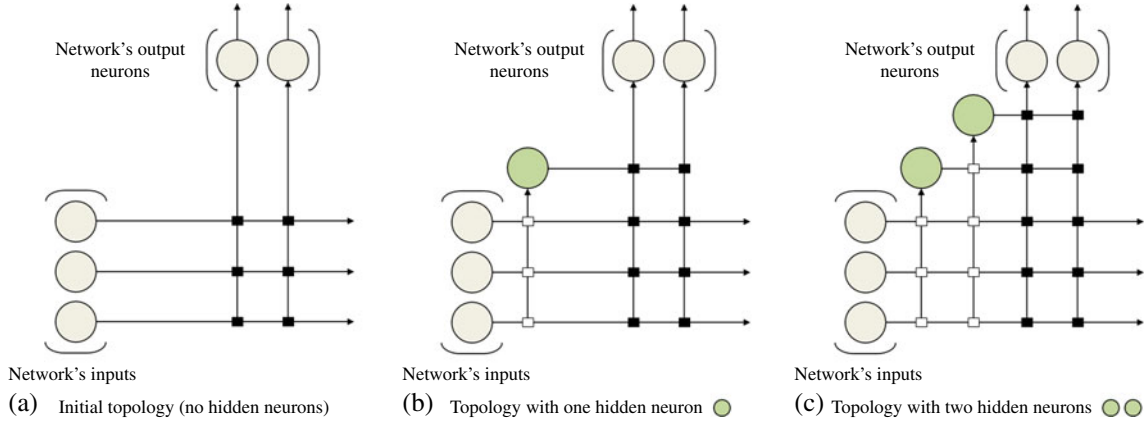 Network's output
neurons
Network's inputs
(a) Initial topology (no hidden neurons)
Network's output
neurons
Network's inputs
(b) Topology with one hidden neuron
Network's output
neurons
Network's inputs
(c) Topology with two hidden neurons